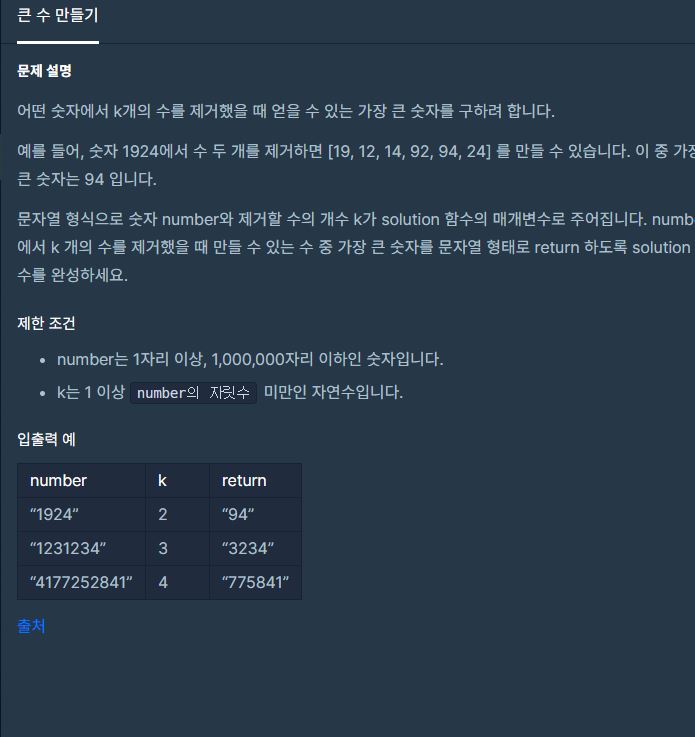 큰 수 만들기
문제 설명
어떤 숫자에서 k개의 수를 제거했을 때 얻을 수 있는 가장 큰 숫자를 구하려 합니다.
예를 들어, 숫자 1924에서 수 두 개를 제거하면 [19, 12, 14, 92, 94, 24] 를 만들 수 있습니다. 이 중 가장
큰 숫자는 94 입니다.
문자열 형식으로 숫자 number와 제거할 수의 개수 k가 solution 함수의 매개변수로 주어집니다. numbe
에서 k 개의 수를 제거했을 때 만들 수 있는 수 중 가장 큰 숫자를 문자열 형태로 return 하도록 solution
수를 완성하세요.
제한 조건
• number는 1자리 이상, 1,000,000자리 이하인 숫자입니다.
• k는 1 이상 number의 자릿수 미만인 자연수입니다.
입출력 예
number k return
“1924” 2 “94”
“1231234” 3 “3234”
“4177252841” 4 “775841”
출처